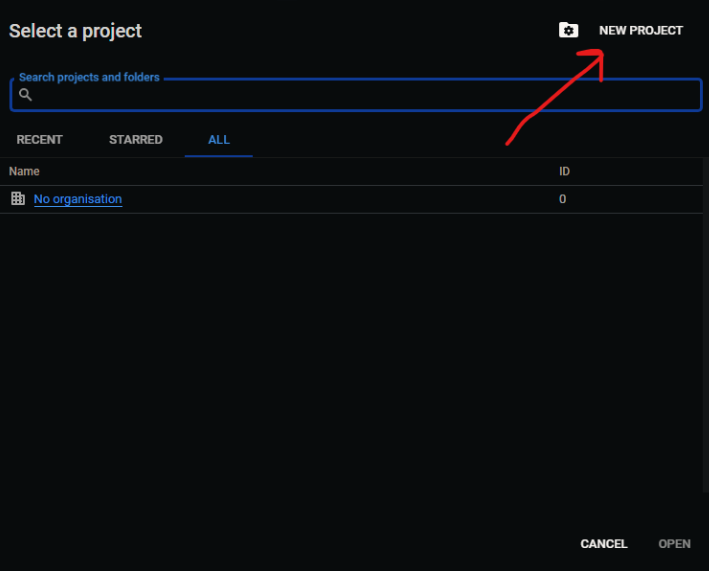 Select a project
NEW PROJECT
Search projects and folders
RECENT STARRED ALL
Name ID
No organisation 0
CANCEL OPEN